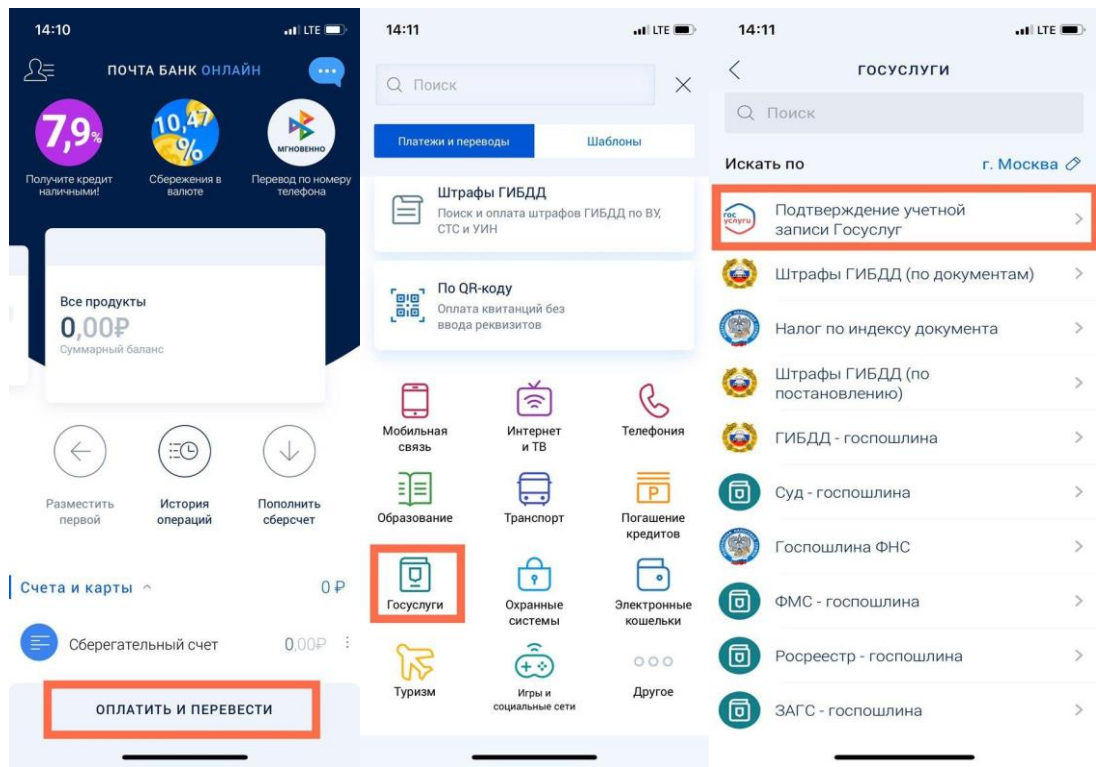 14:10
LTE
ПОЧТА БАНК ОНЛАЙН
7,9%
10,47
%
МГНОВЕННО
Получите кредит
наличными!
Сбережения в
валюте
Перевод по номеру
телефона
Все продукты
0,00₽
Суммарный баланс
Разместить
первой
История
операций
Пополнить
сберсчет
Счета и карты
0 ₽
Сберегательный счет
0,00₽
ОПЛАТИТЬ И ПЕРЕВЕСТИ
14:11
LTE
Поиск
Платежи и переводы
Шаблоны
Штрафы ГИБДД
Поиск и оплата штрафов ГИБДД по ВУ,
СТС и УИН
По QR-коду
Оплата квитанций без
ввода реквизитов
Мобильная
связь
Интернет
и ТВ
Телефония
Образование
Транспорт
Погашение
кредитов
Госуслуги
Охранные
системы
Электронные
кошельки
Туризм
Игры и
социальные сети
Другое
14:11
LTE
ГОСУСЛУГИ
Поиск
Искать по
г. Москва
гос
услуги
Подтверждение учетной
записи Госуслуг
Штрафы ГИБДД (по документам)
Налог по индексу документа
Штрафы ГИБДД (по
постановлению)
ГИБДД - госпошлина
Суд - госпошлина
Госпошлина ФНС
ФМС - госпошлина
Росреестр - госпошлина
ЗАГС - госпошлина